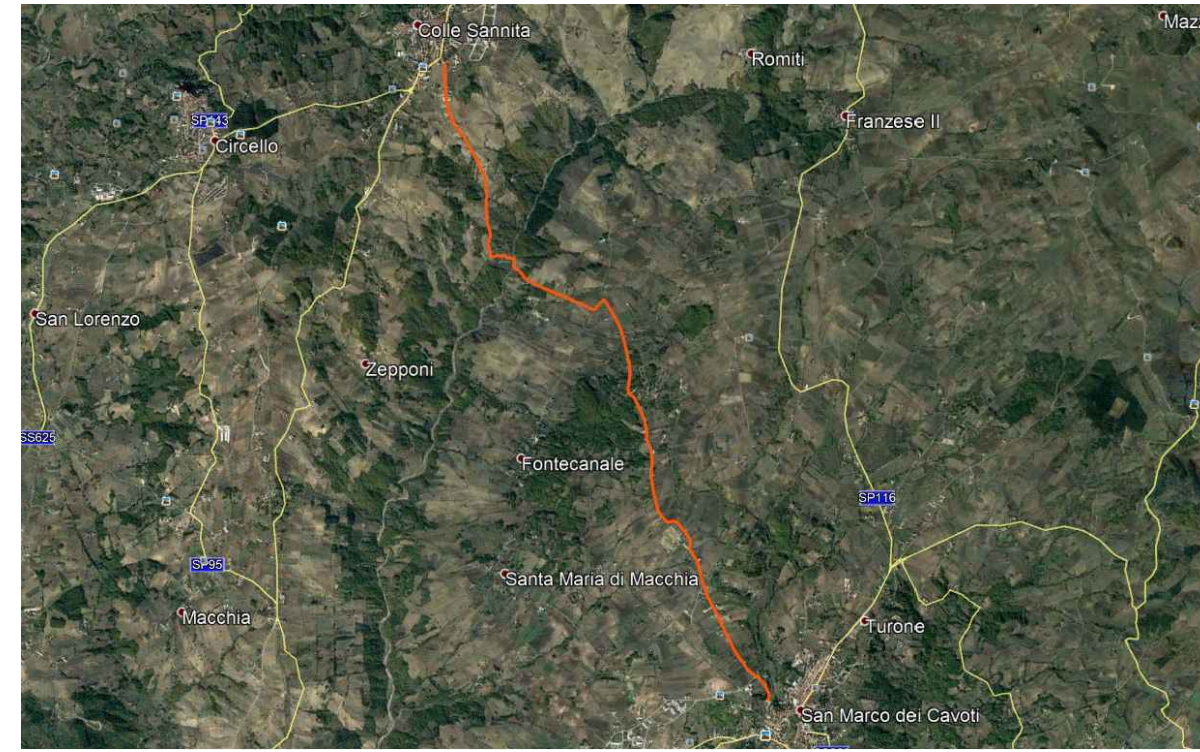 Colle Sannita
Maz
Romiti
SP143
Franzese II
Circello
San Lorenzo
Zepponi
SS625
Fontecanale
SP116
SP95
Santa Maria di Macchia
Macchia
Turone
San Marco dei Cavoti